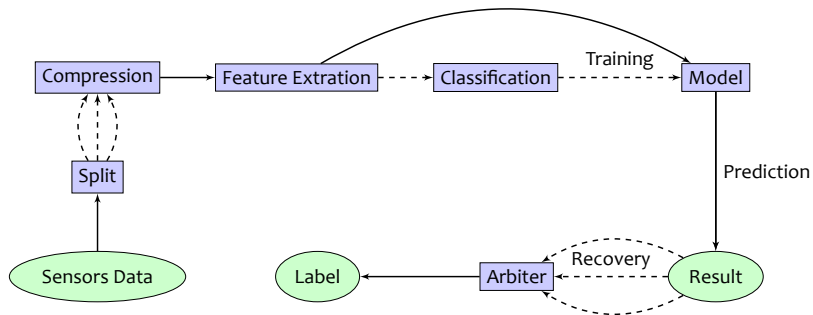 Compression
Feature Extration
Classification
Training
Model
Split
Prediction
Sensors Data
Label
Arbiter
Recovery
Result